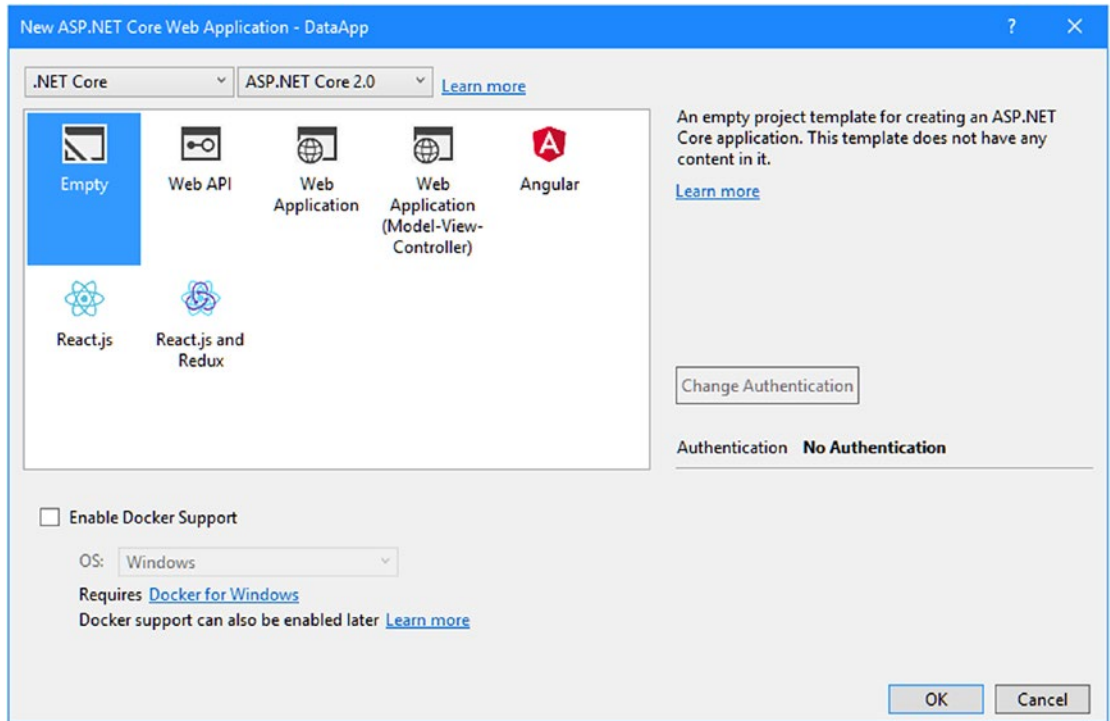 New ASP.NET Core Web Application - DataApp
?
.NET Core
ASP.NET Core 2.0
Learn more
Empty
Web API
Web
Application
Web
Application
(Model-View-
Controller)
Angular
React.js
React.js and
Redux
An empty project template for creating an ASP.NET
Core application. This template does not have any
content in it.
Learn more
Change Authentication
Authentication No Authentication
Enable Docker Support
OS: Windows
Requires Docker for Windows
Docker support can also be enabled later Learn more
OK
Cancel